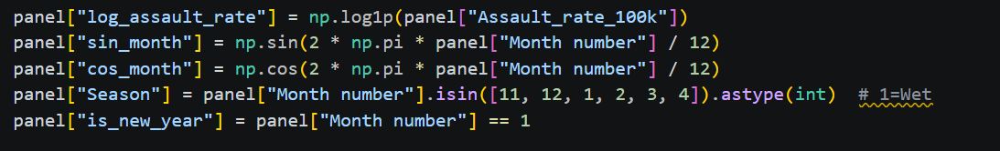 panel["log_assault_rate"] = np.log1p(panel["Assault_rate_100k"])
panel["sin_month"] = np.sin(2 * np.pi * panel["Month number"] / 12)
panel["cos_month"] = np.cos(2 * np.pi * panel["Month number"] / 12)
panel["Season"] = panel["Month number"].isin([11, 12, 1, 2, 3, 4]).astype(int)  # 1=Wet
panel["is_new_year"] = panel["Month number"] == 1